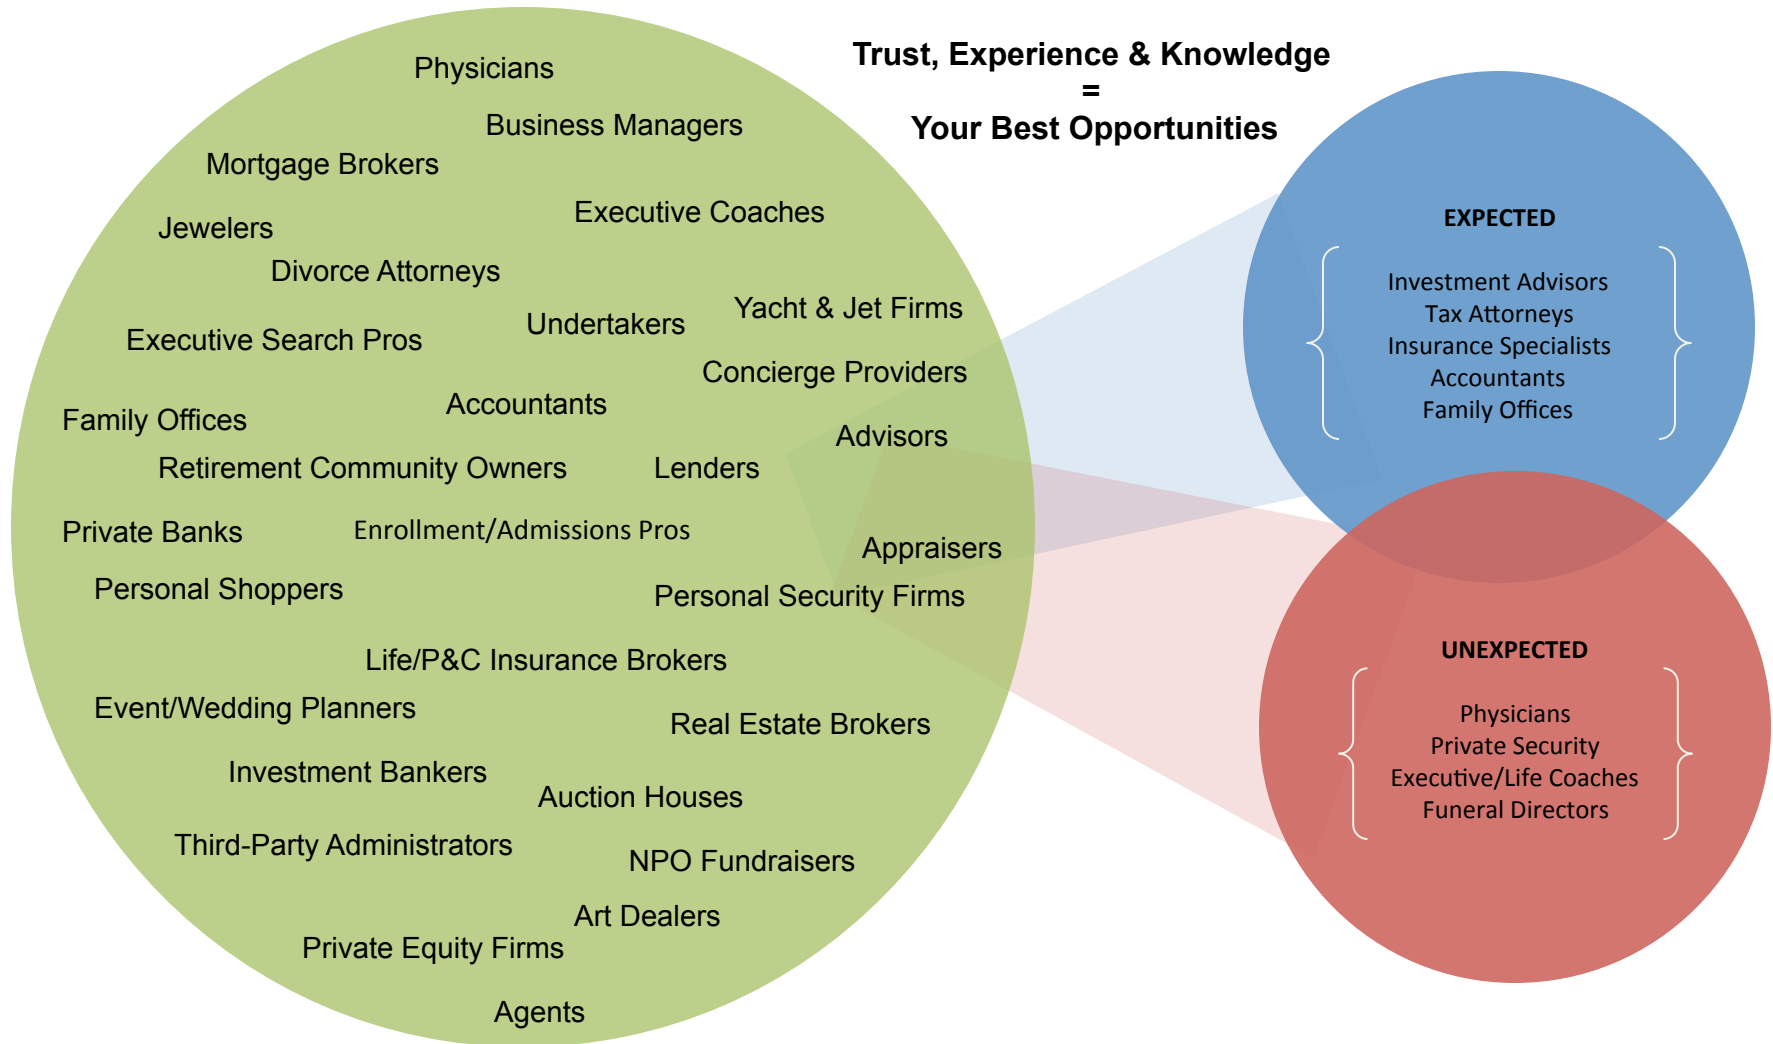 Physicians
Business Managers
Mortgage Brokers
Executive Coaches
Jewelers
Divorce Attorneys
Yacht & Jet Firms
Undertakers
Executive Search Pros
Concierge Providers
Accountants
Family Offices
Advisors
Retirement Community Owners
Lenders
Private Banks
Enrollment/Admissions Pros
Appraisers
Personal Shoppers
Personal Security Firms
Life/P&C Insurance Brokers
Event/Wedding Planners
Real Estate Brokers
Investment Bankers
Auction Houses
Third-Party Administrators
NPO Fundraisers
Art Dealers
Private Equity Firms
Agents
Trust, Experience & Knowledge
=
Your Best Opportunities
EXPECTED
Investment Advisors
Tax Attorneys
Insurance Specialists
Accountants
Family Offices
UNEXPECTED
Physicians
Private Security
Executive/Life Coaches
Funeral Directors